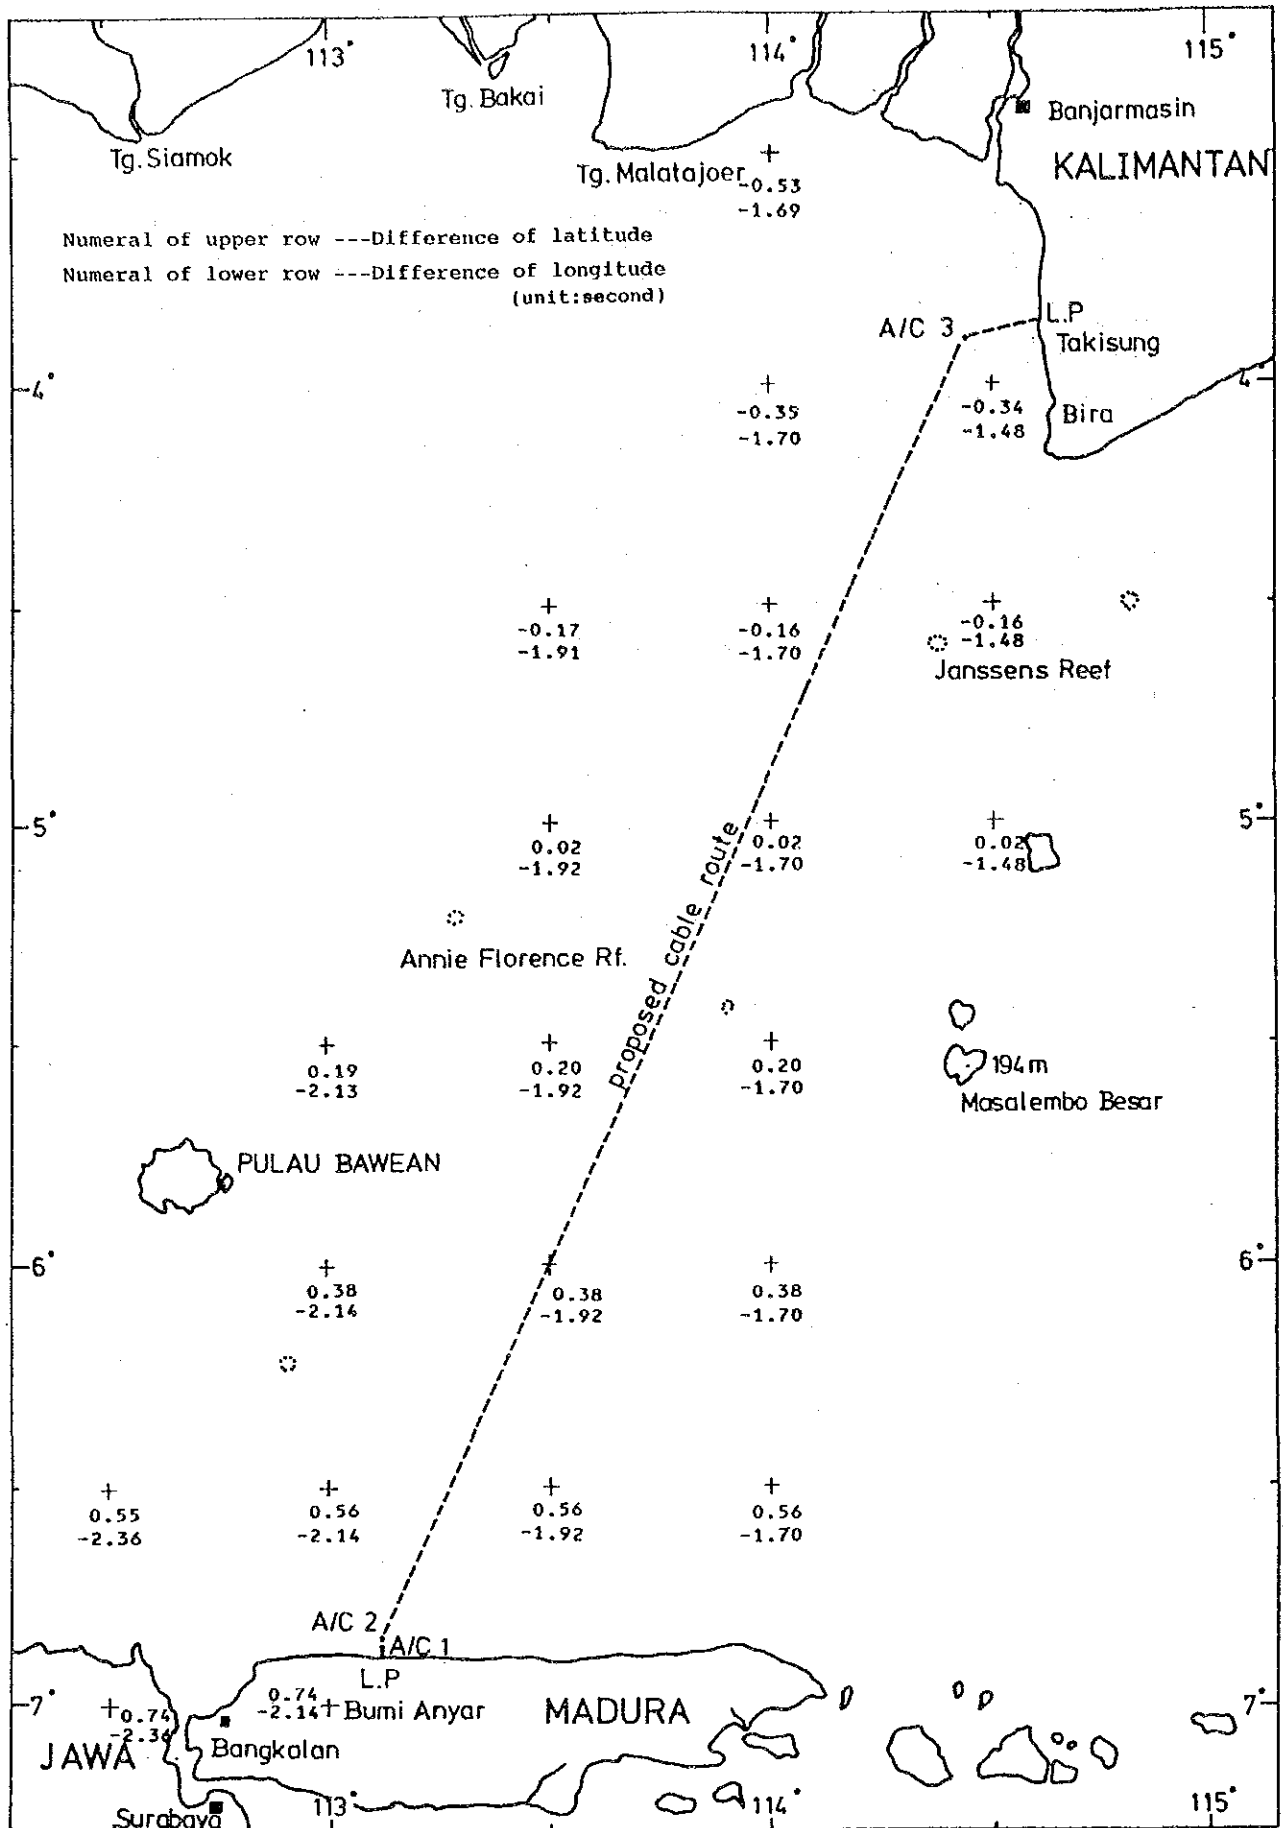 113°
114°
115°
Tg. Bakai
Banjarmasin
Tg. Siamok
Tg. Malatajoer
KALIMANTAN
-0.53
-1.69
Numeral of upper row ---Difference of latitude
Numeral of lower row ---Difference of longitude
(unit:second)
A/C 3
L.P
Takisung
4°
4°
-0.35
-1.70
-0.34
-1.48
Bira
-0.17
-1.91
-0.16
-1.70
-0.16
-1.48
Janssens Reef
5°
5°
0.02
-1.92
0.02
-1.70
0.02
-1.48
proposed cable route
Annie Florence Rf.
0.19
-2.13
0.20
-1.92
0.20
-1.70
194m
Masalembo Besar
PULAU BAWEAN
6°
6°
0.38
-2.14
0.38
-1.92
0.38
-1.70
0.55
-2.36
0.56
-2.14
0.56
-1.92
0.56
-1.70
A/C 2
A/C 1
L.P
Bumi Anyar
7°
7°
0.74
-2.36
0.74
-2.14
MADURA
JAWA
Bangkalan
Surabaya
113°
114°
115°